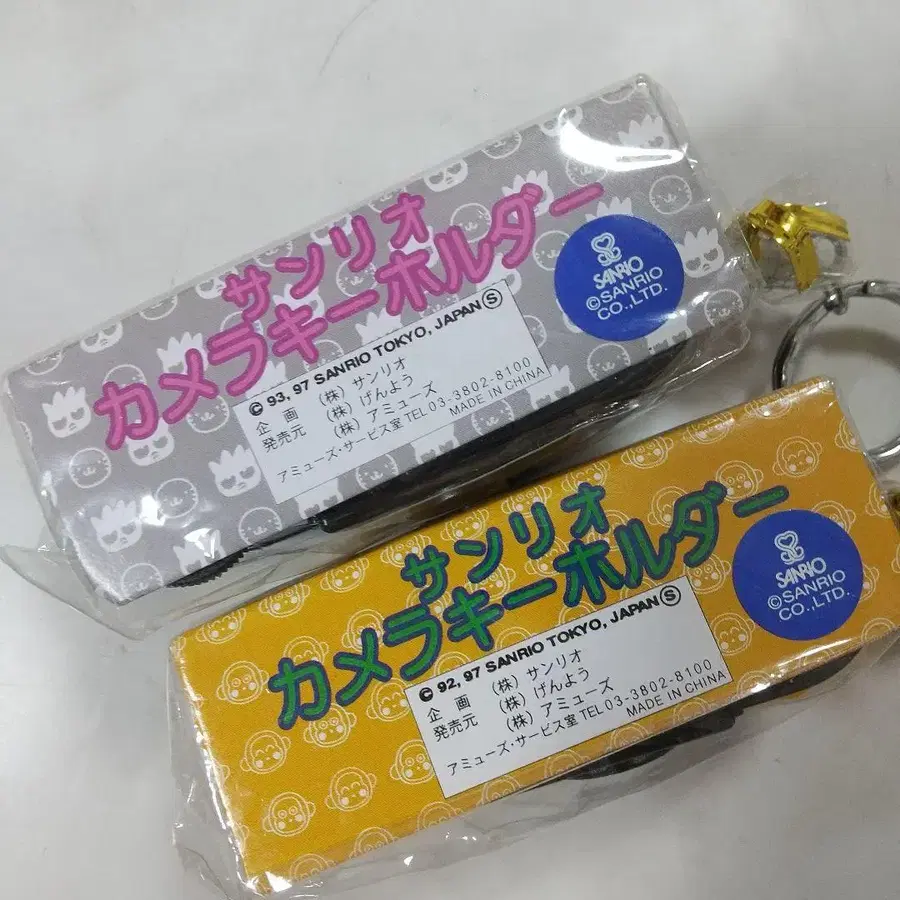 サンリオ
カメラキーホルダー
SANRIO
©SANRIO
CO.,LTD.
© 93, 97 SANRIO TOKYO, JAPAN Ⓢ
企 画 (株) サンリオ
(株) げんよう
発売元 (株) アミューズ
アミューズ・サービス室 TEL 03-3802-8100
MADE IN CHINA
サンリオ
カメラキーホルダー
SANRIO
©SANRIO
CO.,LTD.
© 92, 97 SANRIO TOKYO, JAPAN Ⓢ
企 画 (株) サンリオ
(株) げんよう
発売元 (株) アミューズ
アミューズ・サービス室 TEL 03-3802-8100
MADE IN CHINA